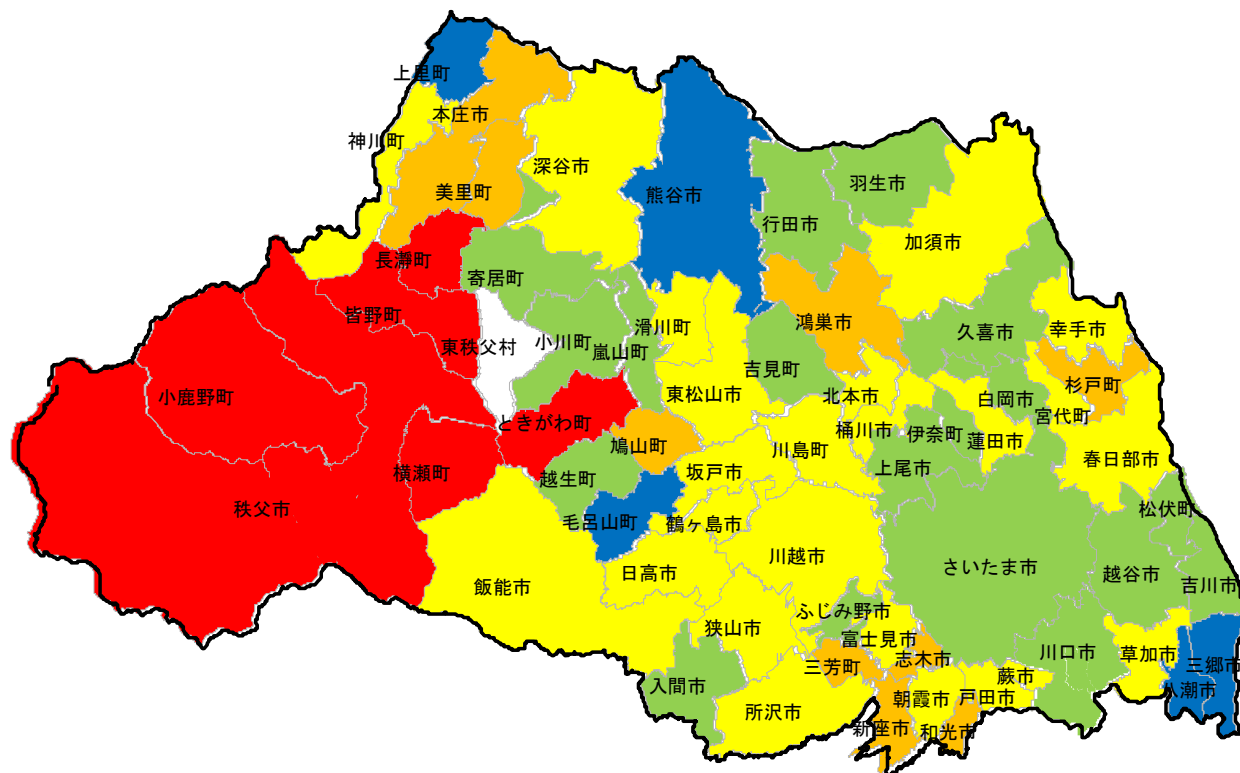 上里町
本庄市
神川町
深谷市
美里町
熊谷市
羽生市
行田市
加須市
長瀞町
寄居町
皆野町
東秩父村
小川町
嵐山町
滑川町
鴻巣市
久喜市
幸手市
吉見町
杉戸町
小鹿野町
東松山市
北本市
白岡市
宮代町
ときがわ町
鳩山町
川島町
桶川市
伊奈町
蓮田市
春日部市
横瀬町
越生町
坂戸市
上尾市
松伏町
秩父市
毛呂山町
鶴ヶ島市
川越市
さいたま市
越谷市
吉川市
飯能市
日高市
ふじみ野市
狭山市
富士見市
志木市
川口市
草加市
三郷市
三芳町
蕨市
入間市
八潮市
所沢市
朝霞市
戸田市
新座市
和光市